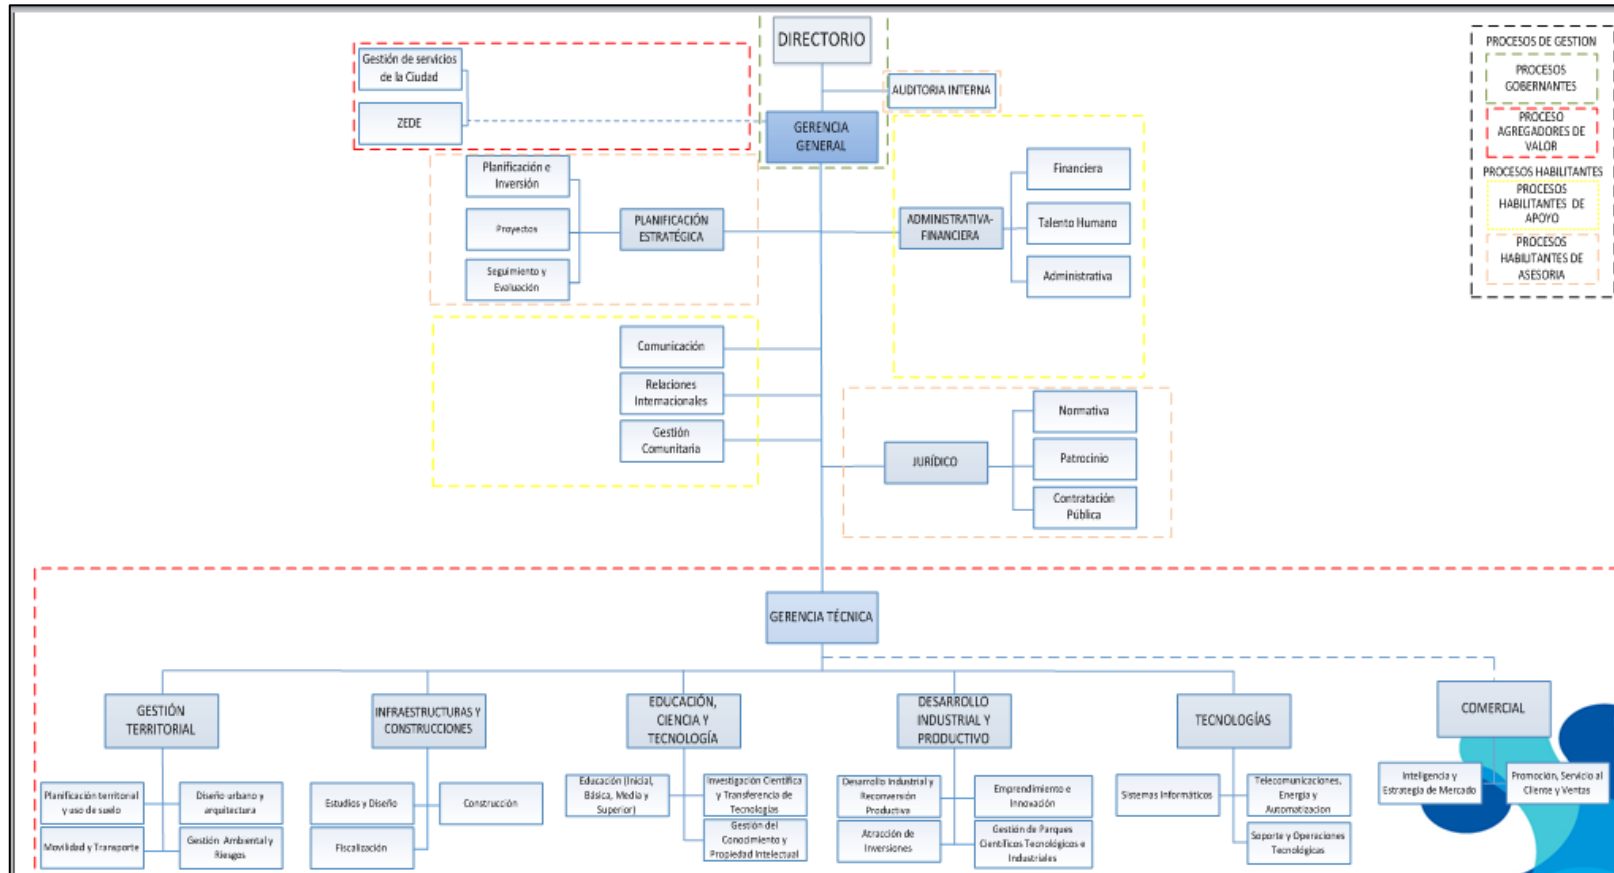 DIRECTORIO
Gestión de servicios
de la Ciudad
ZEDE
AUDITORIA INTERNA
GERENCIA
GENERAL
PROCESOS DE GESTION
PROCESOS
GOBERNANTES
PROCESO
AGREGADORES DE
VALOR
PROCESOS HABILITANTES
PROCESOS
HABILITANTES DE
APOYO
PROCESOS
HABILITANTES DE
ASESORIA
Planificación e
Inversión
Proyectos
Seguimiento y
Evaluación
PLANIFICACIÓN
ESTRATÉGICA
ADMINISTRATIVA-
FINANCIERA
Financiera
Talento Humano
Administrativa
Comunicación
Relaciones
Internacionales
Gestión
Comunitaria
JURÍDICO
Normativa
Patrocinio
Contratación
Pública
GERENCIA TÉCNICA
GESTIÓN
TERRITORIAL
Planificación territorial
y uso de suelo
Diseño urbano y
arquitectura
Movilidad y Transporte
Gestión Ambiental y
Riesgos
INFRAESTRUCTURAS Y
CONSTRUCCIONES
Estudios y Diseño
Construcción
Fiscalización
EDUCACIÓN,
CIENCIA Y
TECNOLOGÍA
Educación (Inicial,
Básica, Media y
Superior)
Investigación Científica
y Transferencia de
Tecnologías
Gestión del
Conocimiento y
Propiedad Intelectual
DESARROLLO
INDUSTRIAL Y
PRODUCTIVO
Desarrollo Industrial y
Reconversión
Productiva
Emprendimiento e
Innovación
Atracción de
Inversiones
Gestión de Parques
Científicos Tecnológicos e
Industriales
TECNOLOGÍAS
Sistemas Informáticos
Telecomunicaciones,
Energía y
Automatizacion
Soporte y Operaciones
Tecnológicas
COMERCIAL
Inteligencia y
Estrategia de Mercado
Promoción, Servicio al
Cliente y Ventas